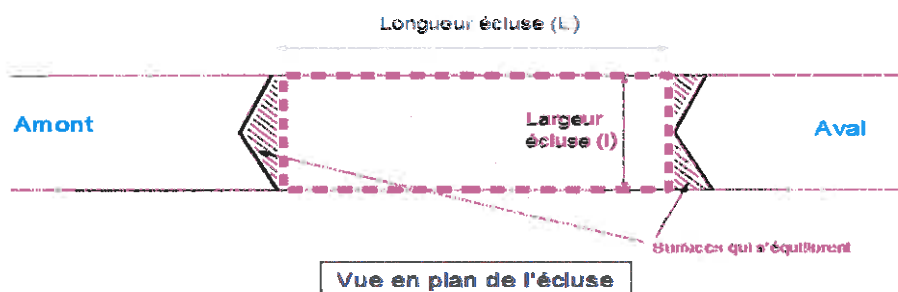 Longueur écluse (L)
Amont
Largeur
écluse (l)
Aval
Surfaces qui s'équilibrent
Vue en plan de l'écluse